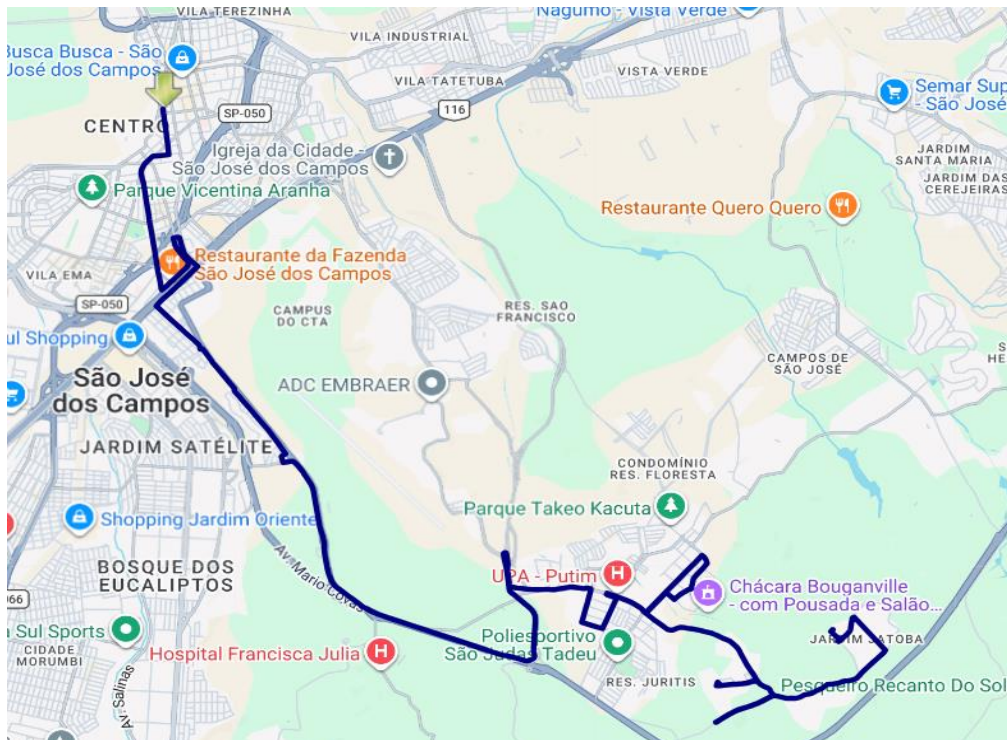 VILA TEREZINHA
Nagumo - Vista Verde
VILA INDUSTRIAL
Busca Busca - São
José dos Campos
VILA TATETUBA
VISTA VERDE
116
SP-050
Semar Sup
- São José
CENTRO
Igreja da Cidade -
São José dos Campos
JARDIM
SANTA MARIA
JARDIM DAS
CEREJEIRAS
Parque Vicentina Aranha
Restaurante Quero Quero
Restaurante da Fazenda
São José dos Campos
VILA EMA
SP-050
CAMPUS
DO CTA
RES. SAO
FRANCISCO
ul Shopping
CAMPOS DE
SÃO JOSÉ
S
HE
São José
dos Campos
ADC EMBRAER
JARDIM SATÉLITE
CONDOMÍNIO
RES. FLORESTA
Parque Takeo Kacuta
Shopping Jardim Oriente
BOSQUE DOS
EUCALIPTOS
UPA - Putim
Av. Mario Covas
Chácara Bouganville
- com Pousada e Salão...
066
a Sul Sports
Poliesportivo
São Judas Tadeu
JARDIM JATOBA
CIDADE
MORUMBI
Hospital Francisca Julia
RES. JURITIS
Pesqueiro Recanto Do Sol
Av. Salinas